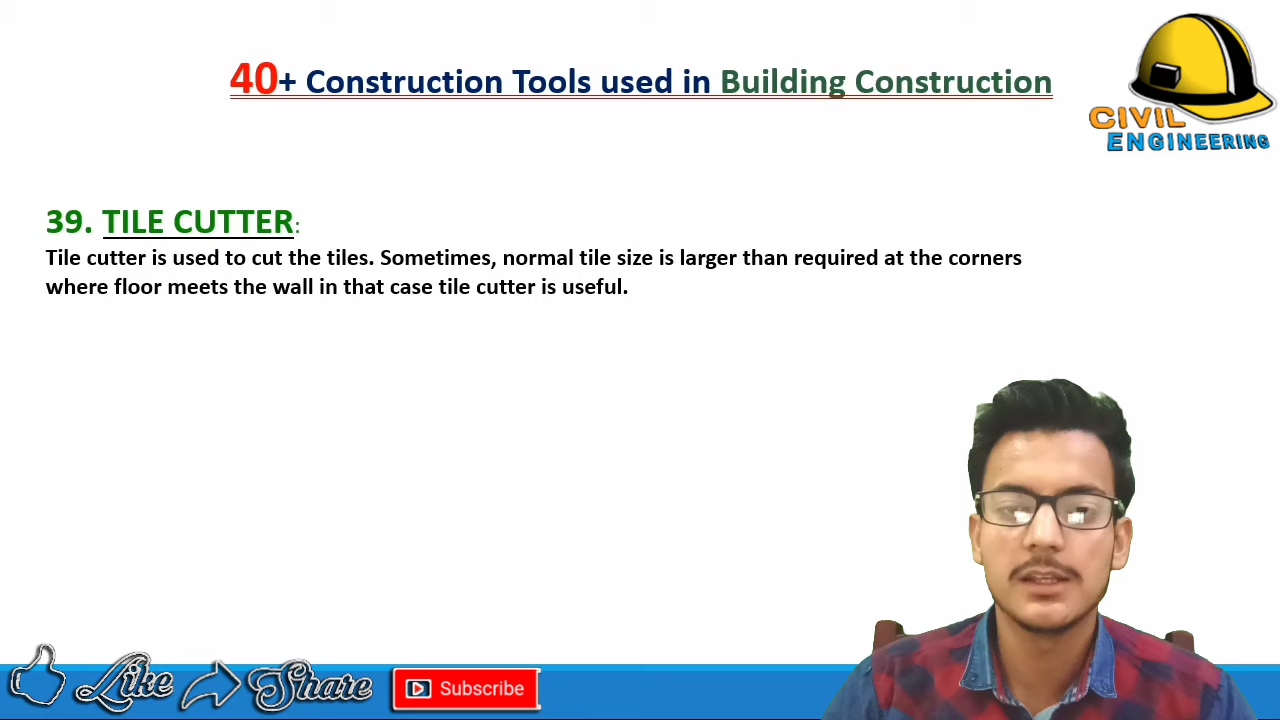 40+ Construction Tools used in Building Construction
CIVIL
ENGINEERING
39. TILE CUTTER:
Tile cutter is used to cut the tiles. Sometimes, normal tile size is larger than required at the corners
where floor meets the wall in that case tile cutter is useful.
Like
Share
Subscribe